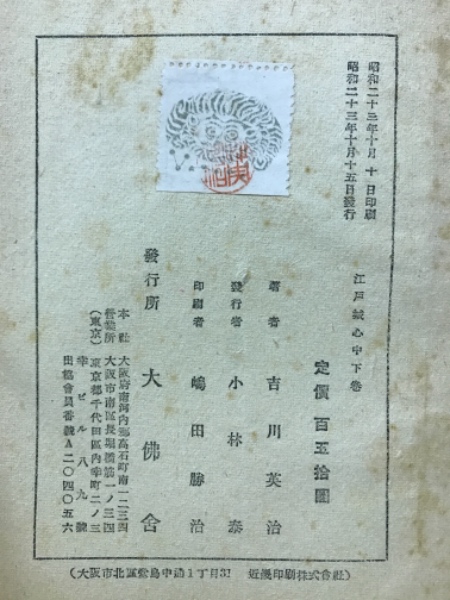 昭和二十三年十月十日印刷
昭和二十三年十月十五日發行
江戸城心中下巻
定價 百五拾圓
著者 吉川英治
發行者 小林泰
印刷者 嶋田勝治
發行所 大佛舍
本社 大阪府南河内郡高石町南一二三四
營業所 大阪市南區長堀橋筋一ノ三四
(東京) 東京都千代田區内幸町二ノ三
幸ビル八九號
出協會員番號A二〇四〇五六
(大阪市北區堂島中通1丁目31 近畿印刷株式會社)